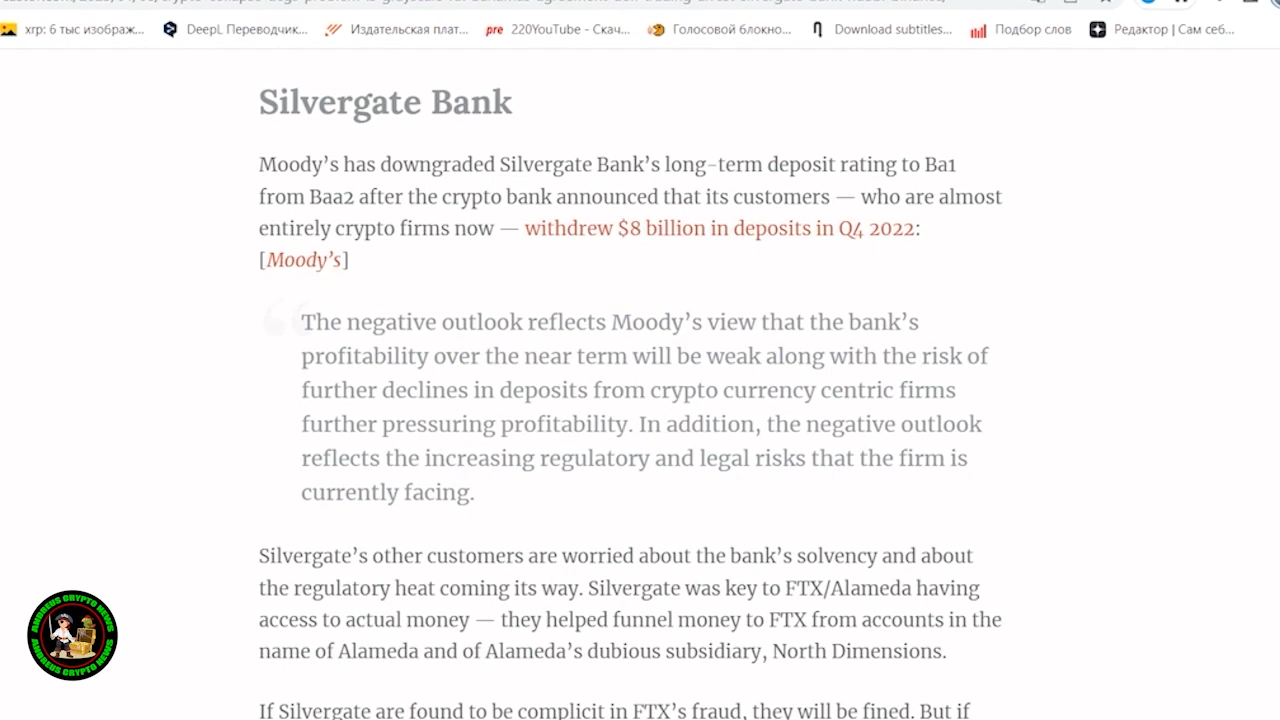 xrp: 6 тыс изображ...
DeepL Переводчик...
Издательская плат...
pre 220YouTube - Скач...
Голосовой блокно...
Download subtitles...
Подбор слов
Редактор | Сам себ...
Silvergate Bank
Moody’s has downgraded Silvergate Bank’s long-term deposit rating to Ba1
from Baa2 after the crypto bank announced that its customers — who are almost
entirely crypto firms now — withdrew $8 billion in deposits in Q4 2022:
[Moody’s]
“The negative outlook reflects Moody’s view that the bank’s
profitability over the near term will be weak along with the risk of
further declines in deposits from crypto currency centric firms
further pressuring profitability. In addition, the negative outlook
reflects the increasing regulatory and legal risks that the firm is
currently facing.
Silvergate’s other customers are worried about the bank’s solvency and about
the regulatory heat coming its way. Silvergate was key to FTX/Alameda having
access to actual money — they helped funnel money to FTX from accounts in the
name of Alameda and of Alameda’s dubious subsidiary, North Dimensions.
If Silvergate are found to be complicit in FTX’s fraud, they will be fined. But if
ANDREUS CRYPTO NEWS
ANDREUS CRYPTO NEWS